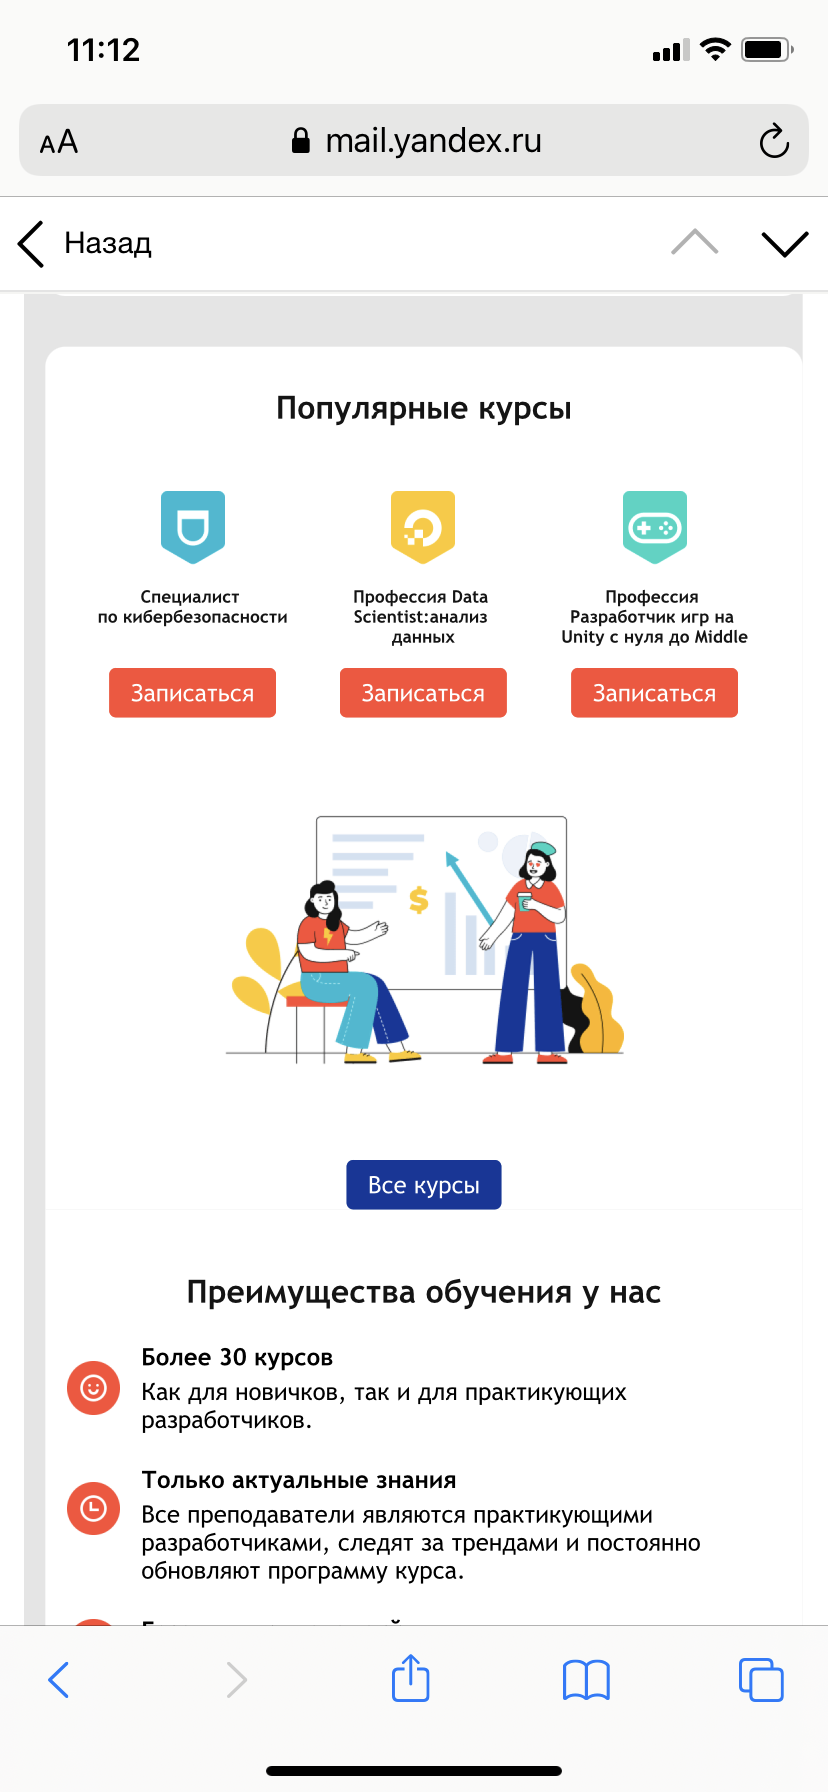 11:12
AA
mail.yandex.ru
Назад
Популярные курсы
Специалист
по кибербезопасности
Записаться
Профессия Data
Scientist:анализ
данных
Записаться
Профессия
Разработчик игр на
Unity с нуля до Middle
Записаться
$
Все курсы
Преимущества обучения у нас
Более 30 курсов
Как для новичков, так и для практикующих
разработчиков.
Только актуальные знания
Все преподаватели являются практикующими
разработчиками, следят за трендами и постоянно
обновляют программу курса.